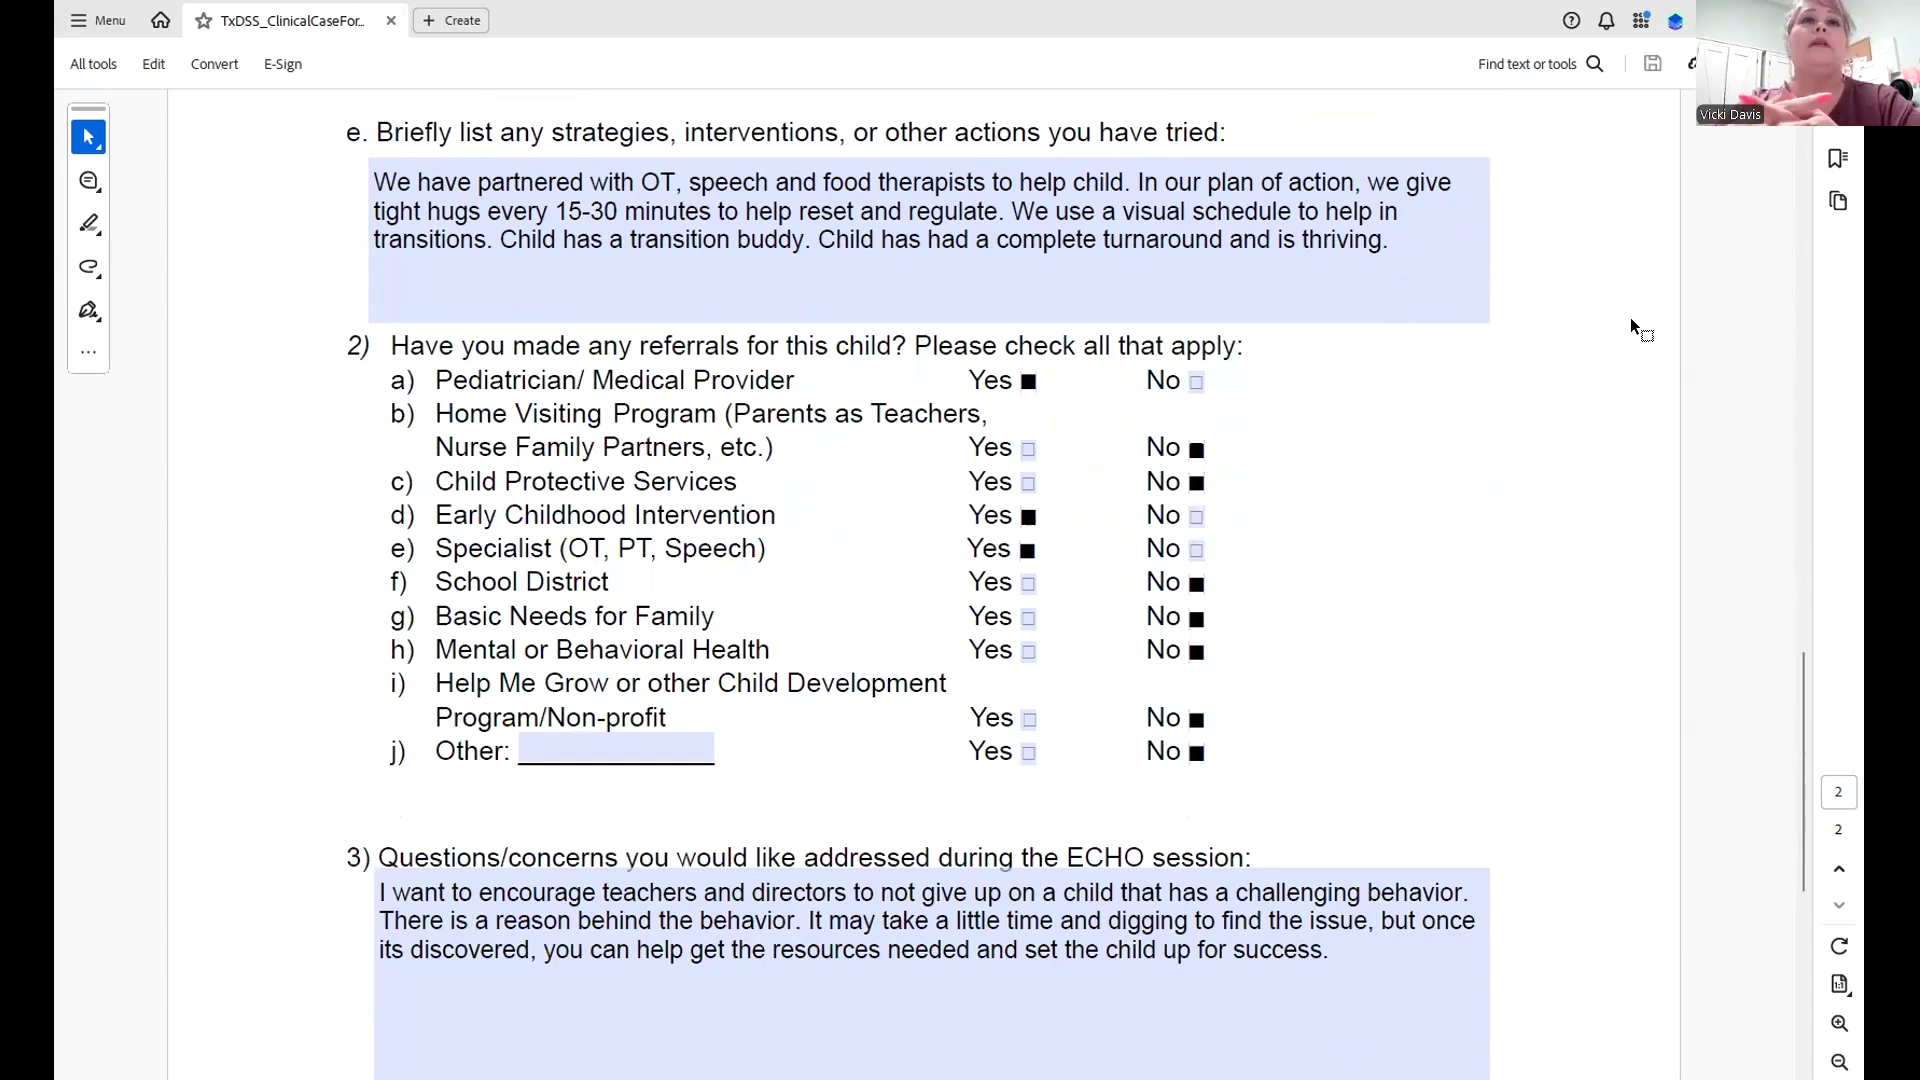 Menu
TxDSS_ClinicalCaseFor...
Create
All tools
Edit
Convert
E-Sign
Find text or tools
Vicki Davis
e. Briefly list any strategies, interventions, or other actions you have tried:
We have partnered with OT, speech and food therapists to help child. In our plan of action, we give
tight hugs every 15-30 minutes to help reset and regulate. We use a visual schedule to help in
transitions. Child has a transition buddy. Child has had a complete turnaround and is thriving.
2) Have you made any referrals for this child? Please check all that apply:
a) Pediatrician/ Medical Provider Yes No
b) Home Visiting Program (Parents as Teachers,
Nurse Family Partners, etc.) Yes No
c) Child Protective Services Yes No
d) Early Childhood Intervention Yes No
e) Specialist (OT, PT, Speech) Yes No
f) School District Yes No
g) Basic Needs for Family Yes No
h) Mental or Behavioral Health Yes No
i) Help Me Grow or other Child Development
Program/Non-profit Yes No
j) Other: Yes No
3) Questions/concerns you would like addressed during the ECHO session:
I want to encourage teachers and directors to not give up on a child that has a challenging behavior.
There is a reason behind the behavior. It may take a little time and digging to find the issue, but once
its discovered, you can help get the resources needed and set the child up for success.
2
2
1:1